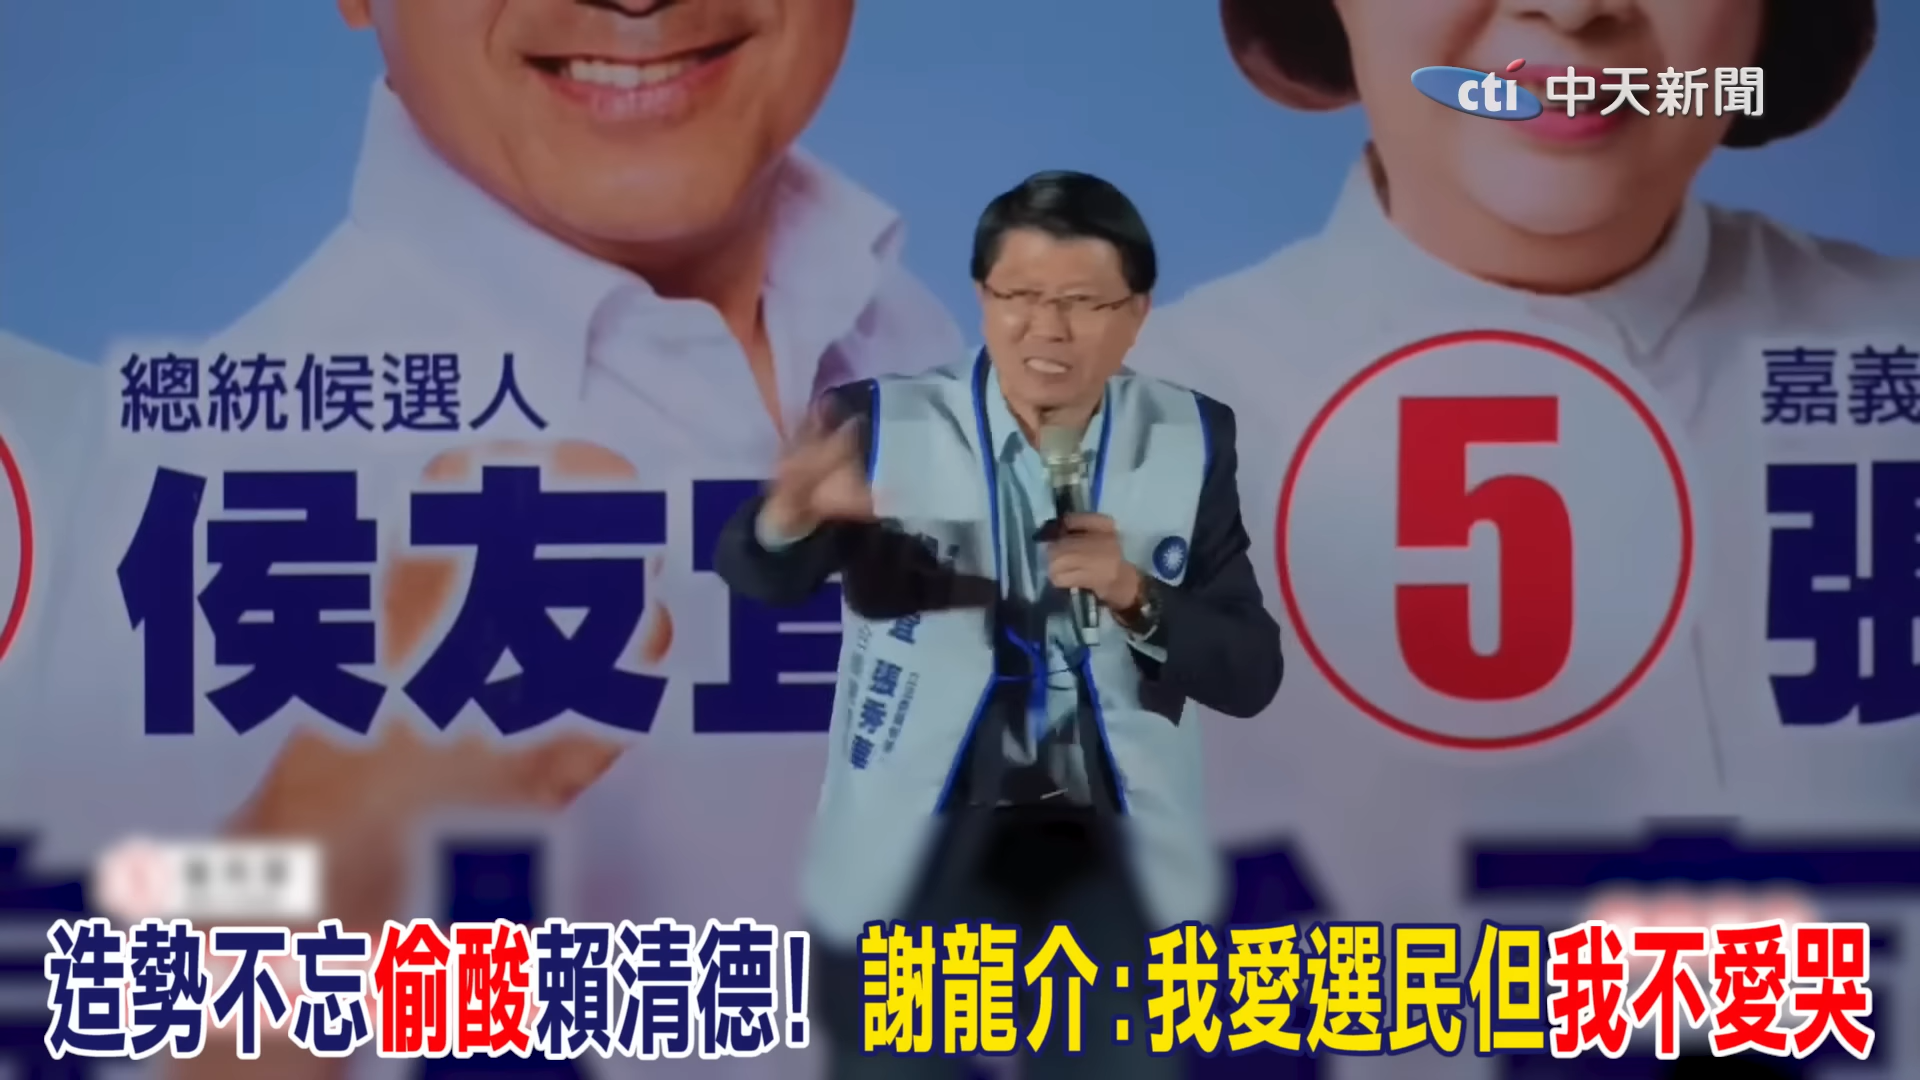 cti 中天新聞
總統候選人
侯友宜
5
嘉義
張
造勢不忘偷酸賴清德! 謝龍介:我愛選民但我不愛哭